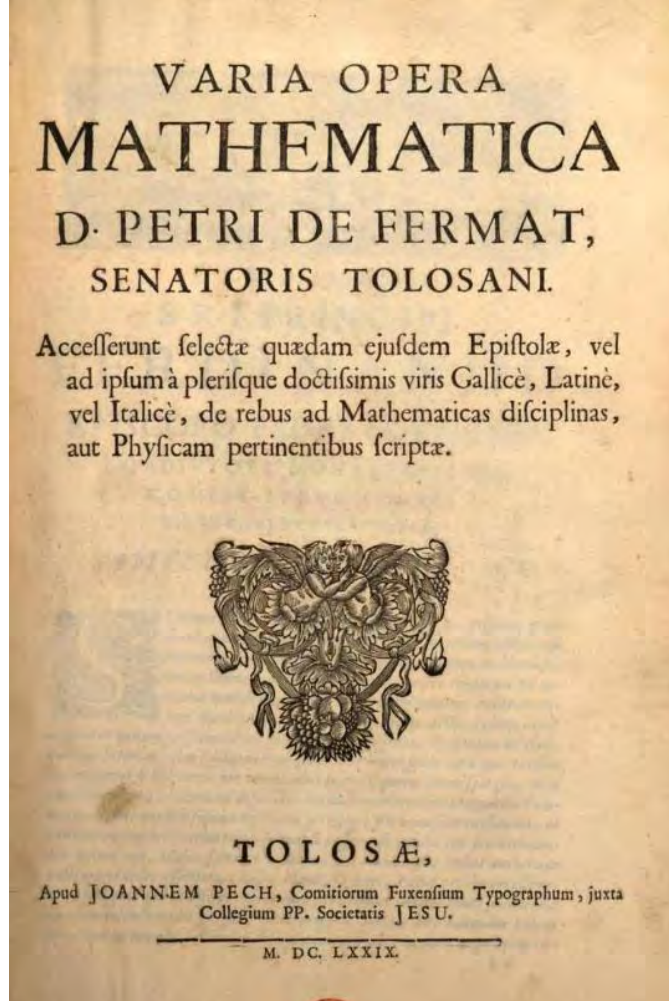 VARIA OPERA
MATHEMATICA
D. PETRI DE FERMAT,
SENATORIS TOLOSANI.
Acceſſerunt ſelectæ quædam ejuſdem Epiſtolæ, vel
ad ipſum à pleriſque doctiſsimis viris Gallicè, Latinè,
vel Italicè, de rebus ad Mathematicas diſciplinas,
aut Phyſicam pertinentibus ſcriptæ.
TOLOSÆ,
Apud JOANNEM PECH, Comitiorum Fuxenſium Typographum, juxta
Collegium PP. Societatis JESU.
M. DC. LXXIX.